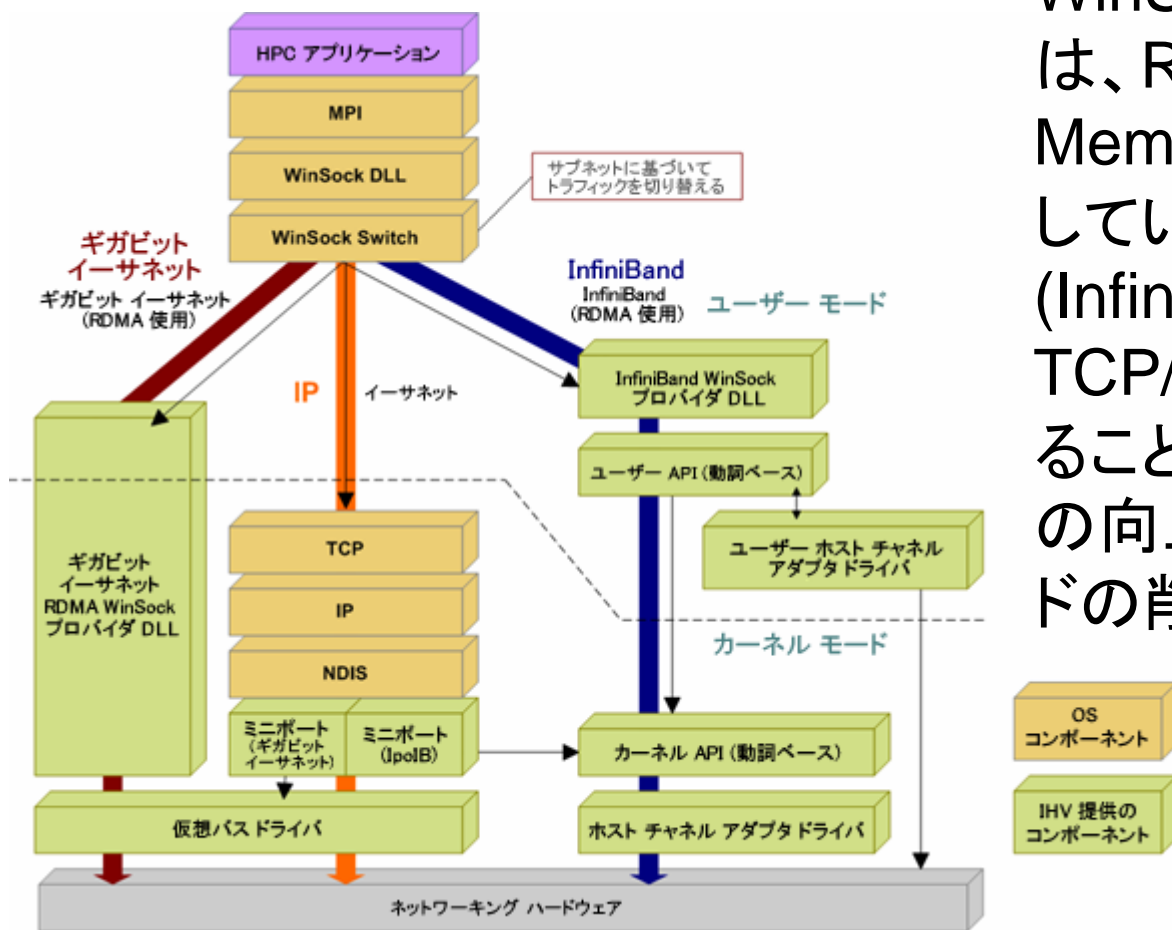 HPC アプリケーション
MPI
WinSock DLL
WinSock Switch
サブネットに基づいて
トラフィックを切り替える
ギガビット
イーサネット
ギガビット イーサネット
(RDMA 使用)
IP
イーサネット
InfiniBand
InfiniBand
(RDMA 使用)
ユーザー モード
InfiniBand WinSock
プロバイダ DLL
ユーザー API (動詞ベース)
ユーザー ホスト チャネル
アダプタ ドライバ
カーネル モード
ギガビット
イーサネット
RDMA WinSock
プロバイダ DLL
TCP
IP
NDIS
ミニポート
(ギガビット
イーサネット)
ミニポート
(IpoIB)
カーネル API (動詞ベース)
仮想バス ドライバ
ホスト チャネル アダプタ ドライバ
ネットワーキング ハードウェア
は、R
Mem
してい
(Infin
TCP/
ること
の向
ドの削
OS
コンポーネント
IHV 提供の
コンポーネント